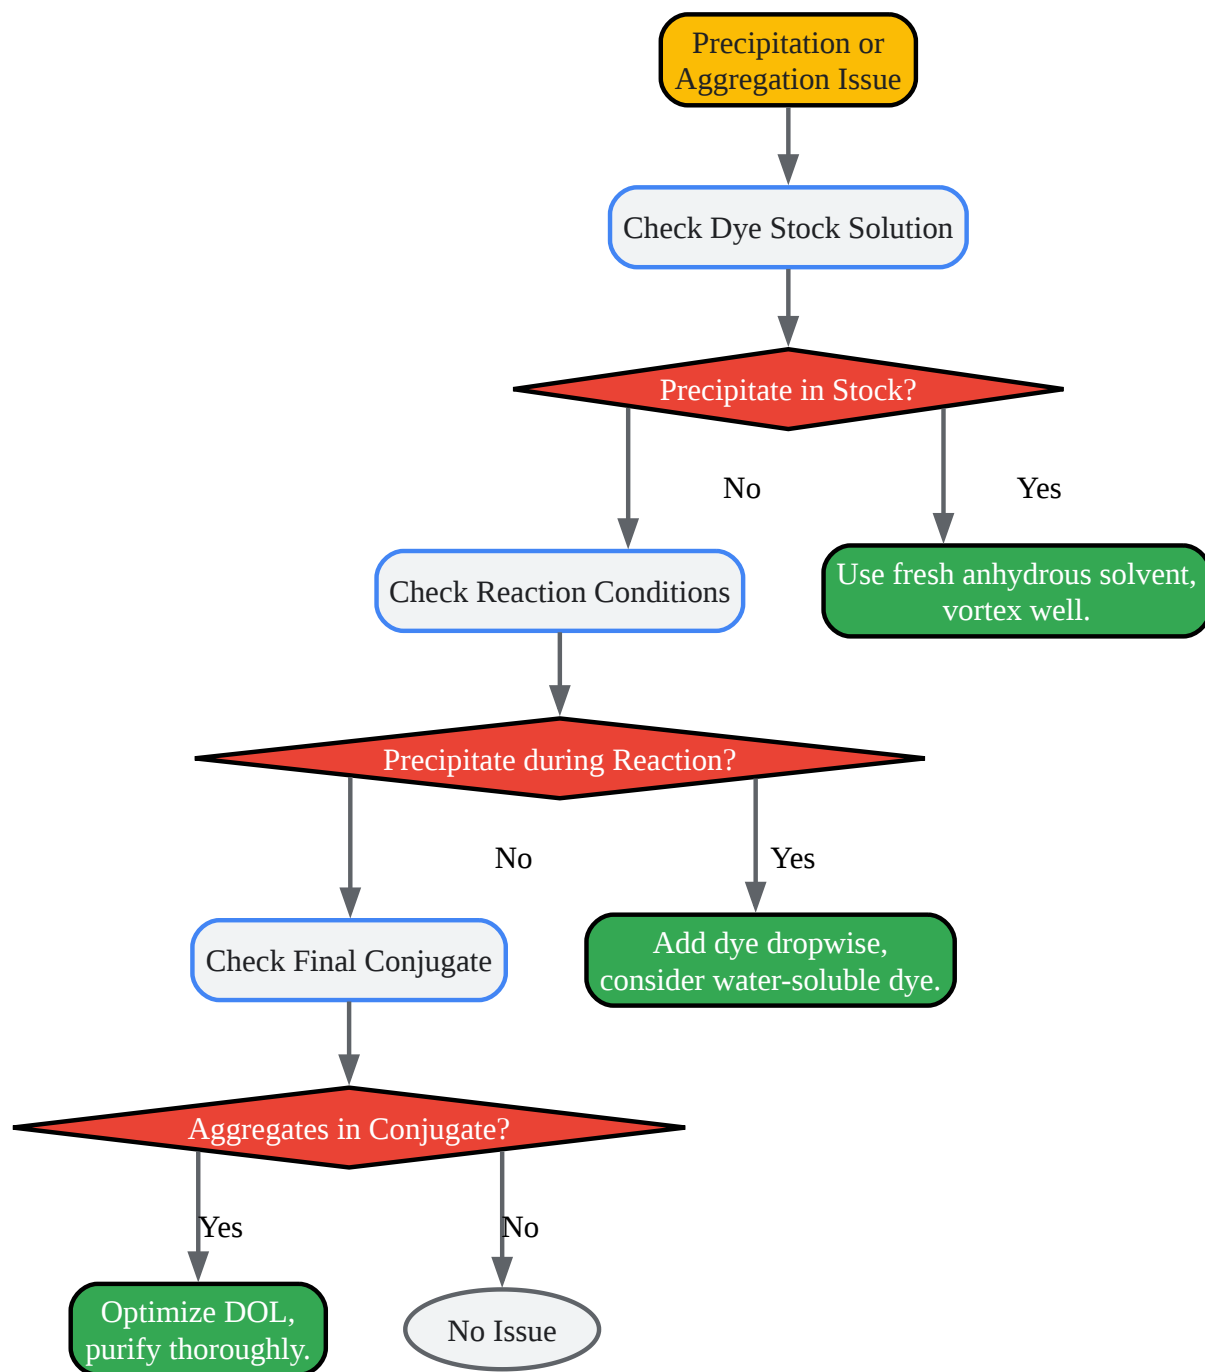 Precipitation or
Aggregation Issue
Check Dye Stock Solution
Precipitate in Stock?
No
Yes
Check Reaction Conditions
Use fresh anhydrous solvent,
vortex well.
Precipitate during Reaction?
No
Yes
Check Final Conjugate
Add dye dropwise,
consider water-soluble dye.
Aggregates in Conjugate?
Yes
No
Optimize DOL,
purify thoroughly.
No Issue